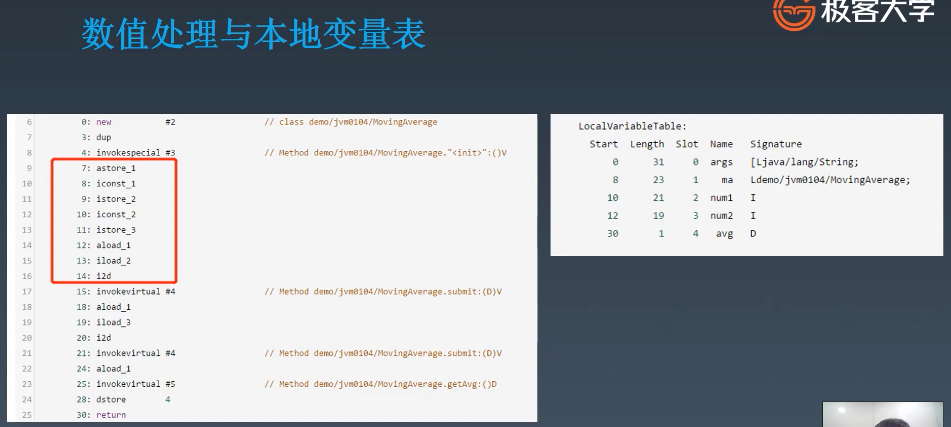 极客大学
数值处理与本地变量表
6 0: new #2 // class demo/jvm0104/MovingAverage
7 3: dup
8 4: invokespecial #3 // Method demo/jvm0104/MovingAverage."<init>":()V
9 7: astore_1
10 8: iconst_1
11 9: istore_2
12 10: iconst_2
13 11: istore_3
14 12: aload_1
15 13: iload_2
16 14: i2d
17 15: invokevirtual #4 // Method demo/jvm0104/MovingAverage.submit:(D)V
18 18: aload_1
19 19: iload_3
20 20: i2d
21 21: invokevirtual #4 // Method demo/jvm0104/MovingAverage.submit:(D)V
22 24: aload_1
23 25: invokevirtual #5 // Method demo/jvm0104/MovingAverage.getAvg:()D
24 28: dstore 4
25 30: return
LocalVariableTable:
Start Length Slot Name Signature
0 31 0 args [Ljava/lang/String;
8 23 1 ma Ldemo/jvm0104/MovingAverage;
10 21 2 num1 I
12 19 3 num2 I
30 1 4 avg D